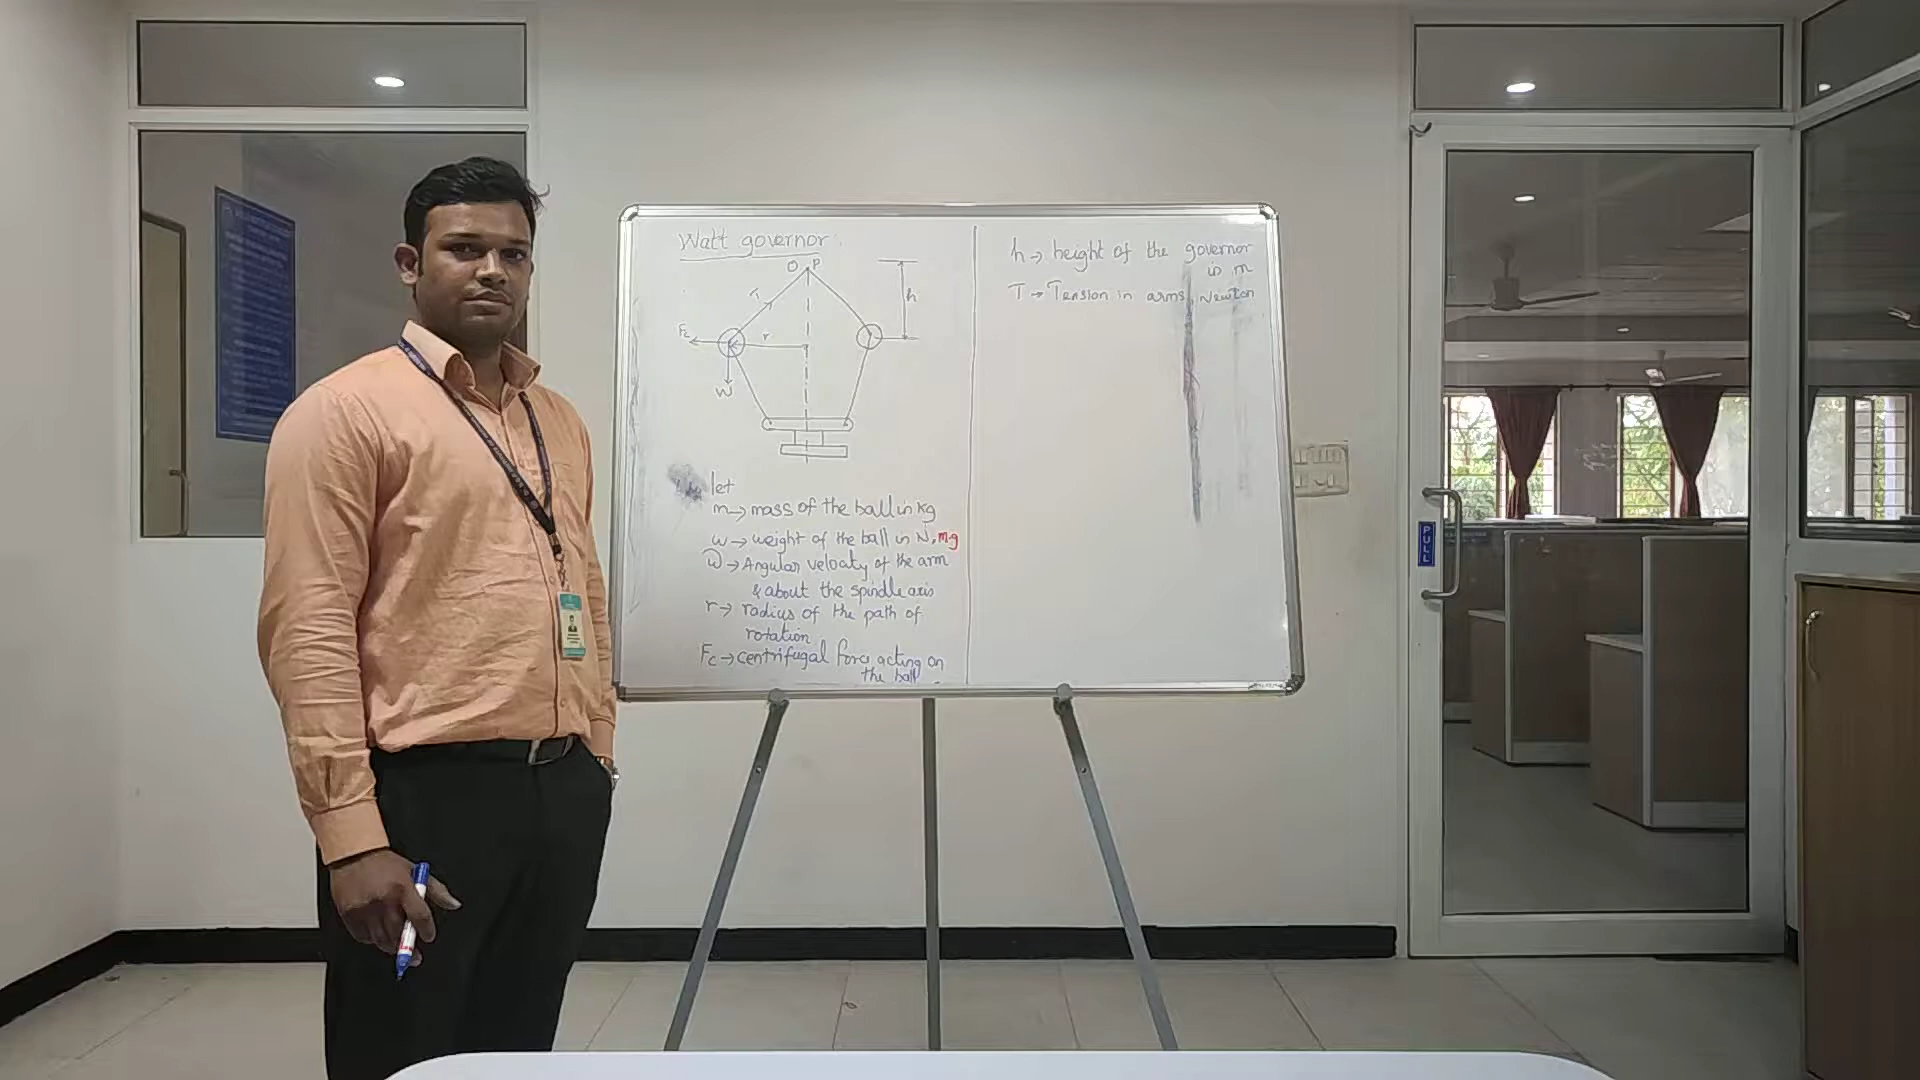 Watt governor
O P
T
h
Fc
r
W
let
m → mass of the ball in kg
w → weight of the ball in N, m.g
ω → Angular velocity of the arm
& about the spindle axis
r → radius of the path of
rotation
Fc → centrifugal force acting on
the ball
h → height of the governor
in m
T → Tension in arms, Newton
PULL